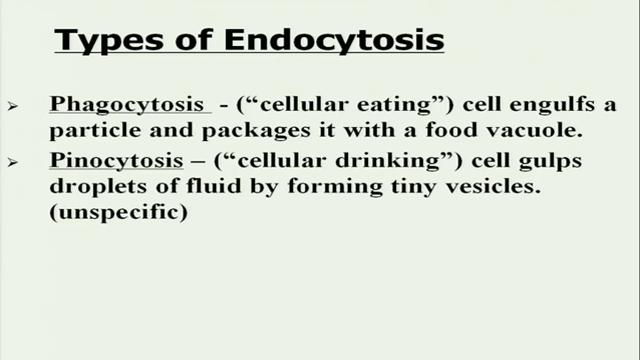 Types of Endocytosis
➢ Phagocytosis - (“cellular eating”) cell engulfs a
particle and packages it with a food vacuole.
➢ Pinocytosis – (“cellular drinking”) cell gulps
droplets of fluid by forming tiny vesicles.
(unspecific)